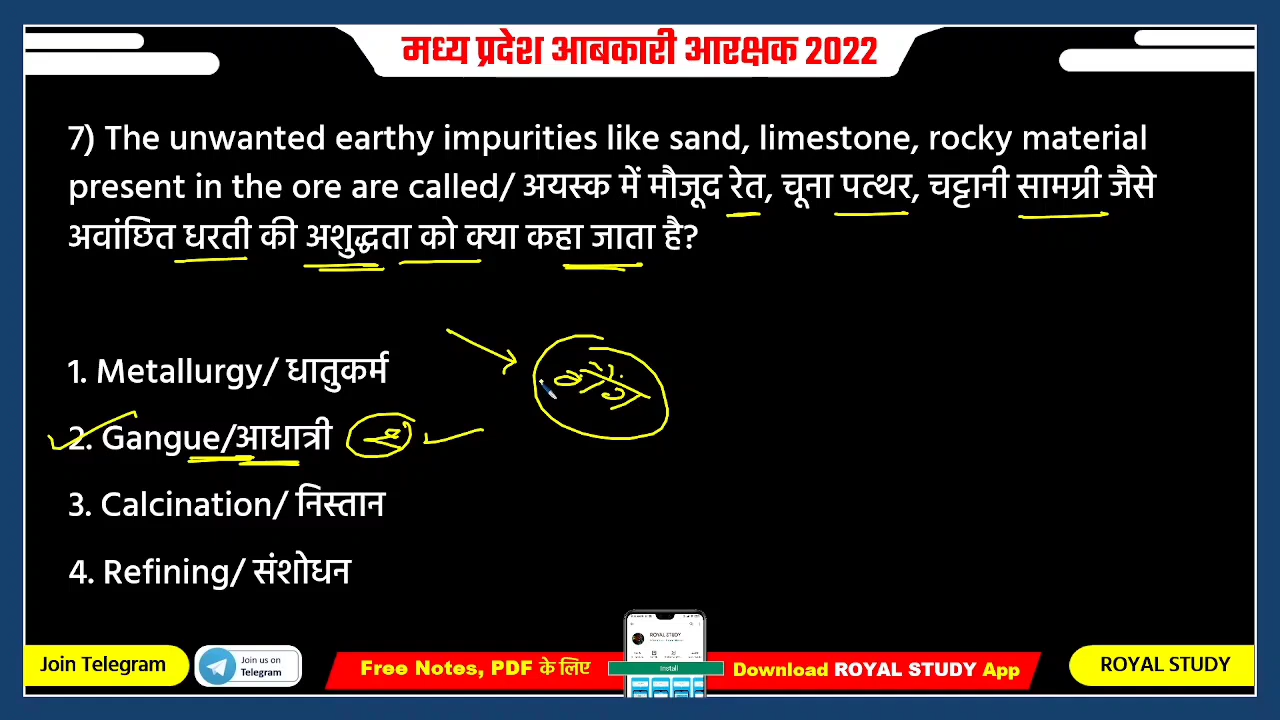 मध्य प्रदेश आबकारी आरक्षक 2022
7) The unwanted earthy impurities like sand, limestone, rocky material
present in the ore are called/ अयस्क में मौजूद रेत, चूना पत्थर, चट्टानी सामग्री जैसे
अवांछित धरती की अशुद्धता को क्या कहा जाता है?
1. Metallurgy/ धातुकर्म
2. Gangue/आधात्री
3. Calcination/ निस्तान
4. Refining/ संशोधन
Join Telegram
Join us on
Telegram
Free Notes, PDF के लिए
ROYAL STUDY
Install
Download ROYAL STUDY App
ROYAL STUDY